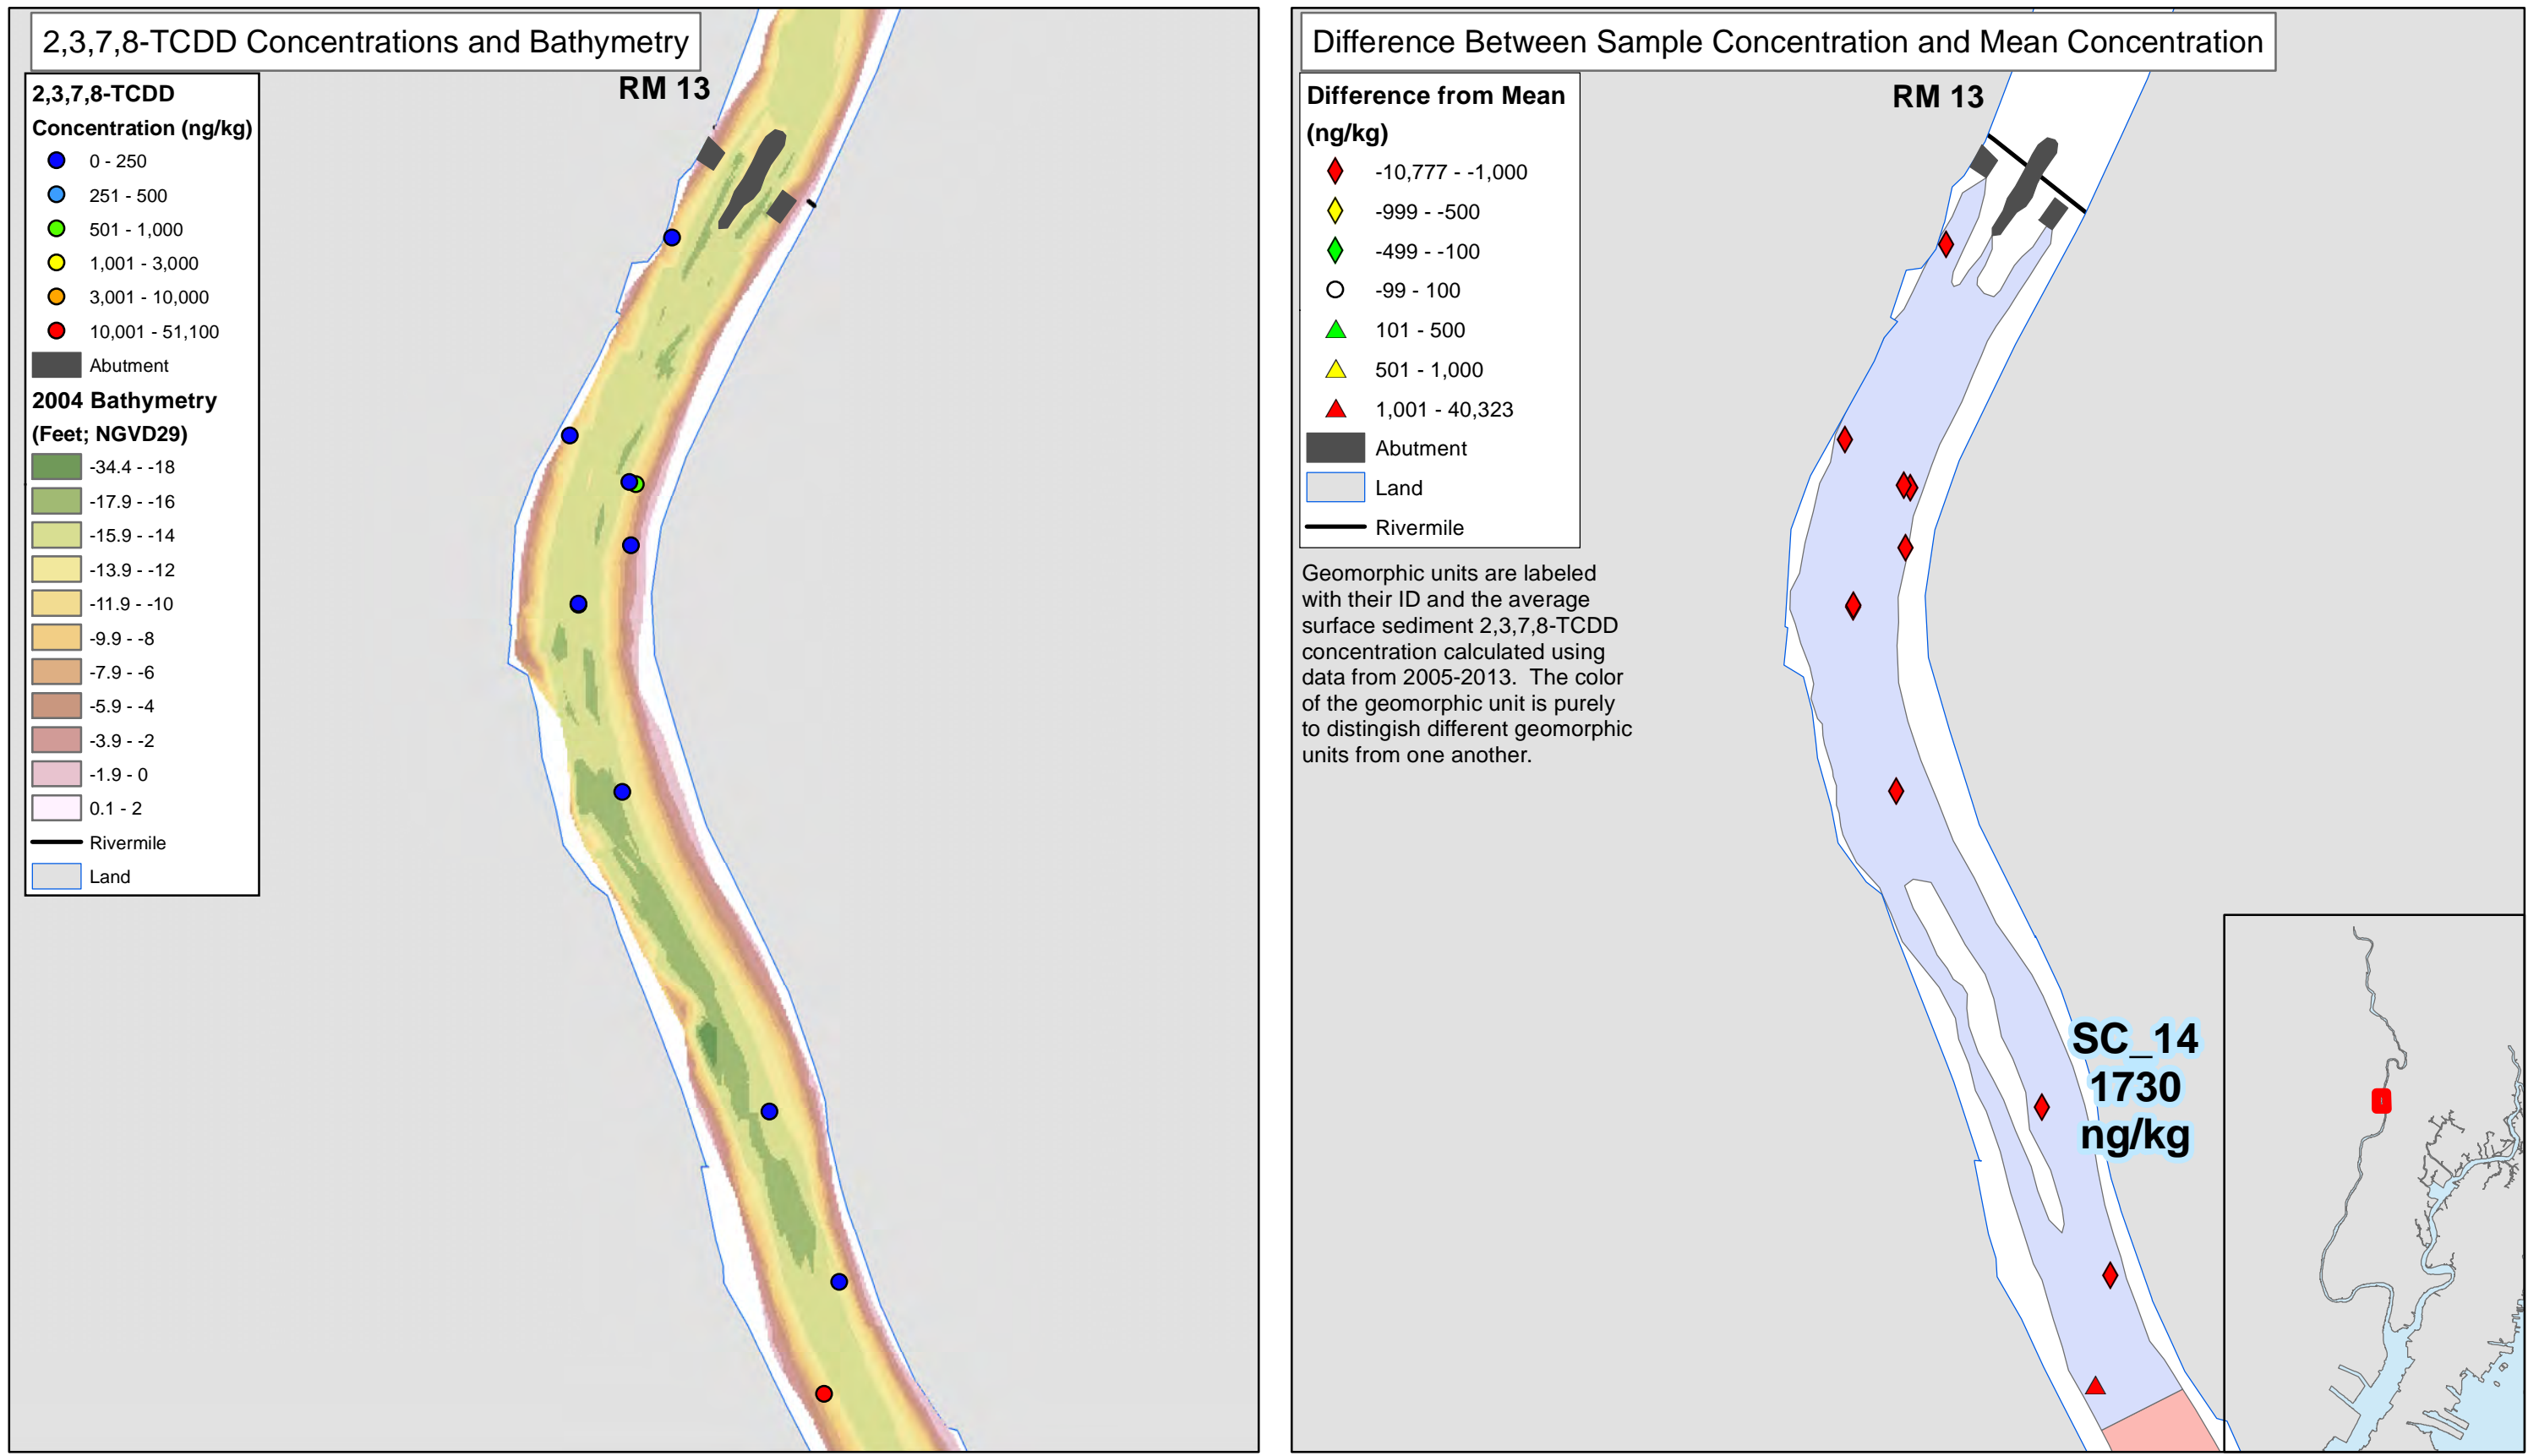 2,3,7,8-TCDD Concentrations and Bathymetry
RM 13
2,3,7,8-TCDD
Concentration (ng/kg)
0 - 250
251 - 500
501 - 1,000
1,001 - 3,000
3,001 - 10,000
10,001 - 51,100
Abutment
2004 Bathymetry
(Feet; NGVD29)
-34.4 - -18
-17.9 - -16
-15.9 - -14
-13.9 - -12
-11.9 - -10
-9.9 - -8
-7.9 - -6
-5.9 - -4
-3.9 - -2
-1.9 - 0
0.1 - 2
Rivermile
Land
Difference Between Sample Concentration and Mean Concentration
RM 13
Difference from Mean
(ng/kg)
-10,777 - -1,000
-999 - -500
-499 - -100
-99 - 100
101 - 500
501 - 1,000
1,001 - 40,323
Abutment
Land
Rivermile
Geomorphic units are labeled
with their ID and the average
surface sediment 2,3,7,8-TCDD
concentration calculated using
data from 2005-2013.  The color
of the geomorphic unit is purely
to distingish different geomorphic
units from one another.
SC_14
1730
ng/kg